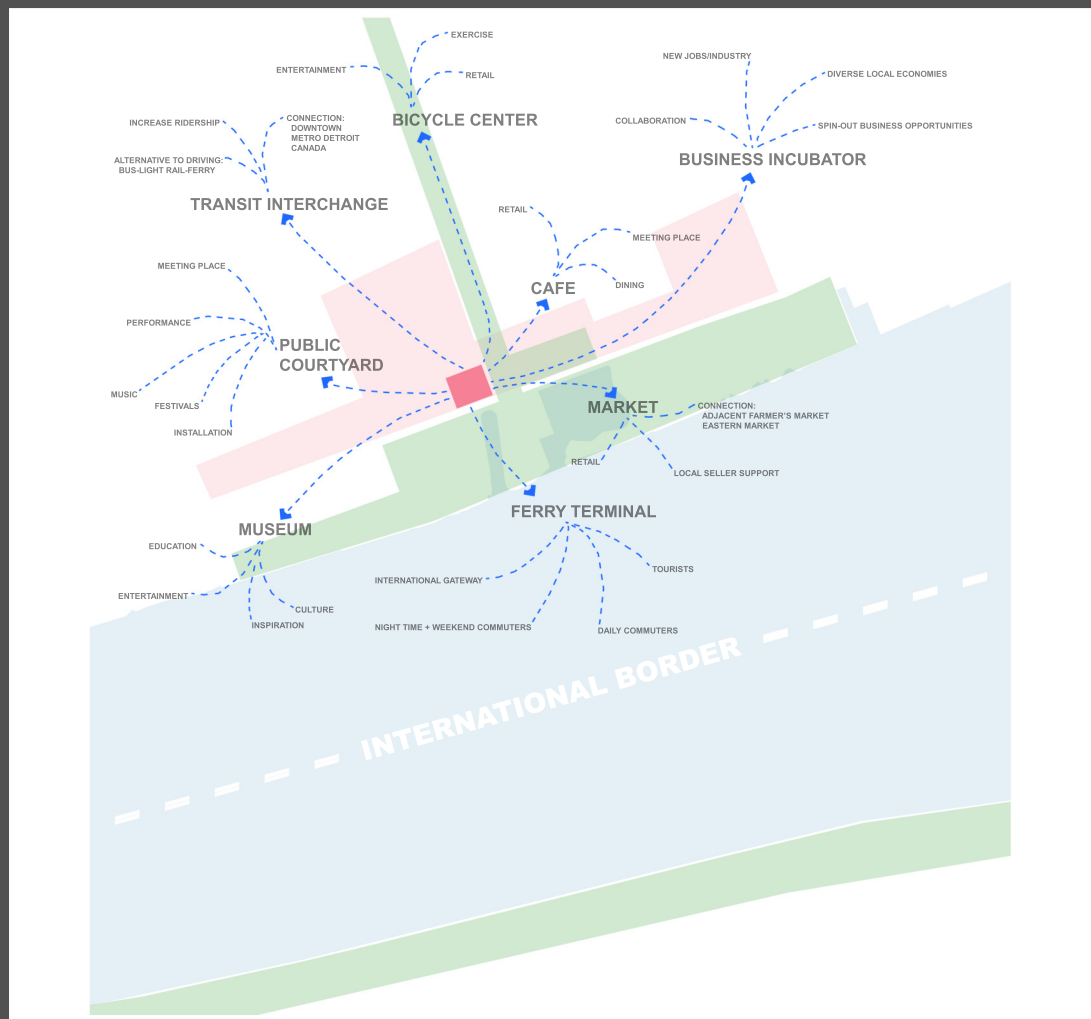 EXERCISE
ENTERTAINMENT
RETAIL
BICYCLE CENTER
NEW JOBS/INDUSTRY
DIVERSE LOCAL ECONOMIES
COLLABORATION
SPIN-OUT BUSINESS OPPORTUNITIES
BUSINESS INCUBATOR
INCREASE RIDERSHIP
CONNECTION:
DOWNTOWN
METRO DETROIT
CANADA
ALTERNATIVE TO DRIVING:
BUS-LIGHT RAIL-FERRY
TRANSIT INTERCHANGE
RETAIL
MEETING PLACE
DINING
CAFE
MEETING PLACE
PERFORMANCE
PUBLIC
COURTYARD
MUSIC
FESTIVALS
INSTALLATION
MARKET
CONNECTION:
ADJACENT FARMER'S MARKET
EASTERN MARKET
RETAIL
LOCAL SELLER SUPPORT
MUSEUM
EDUCATION
ENTERTAINMENT
CULTURE
INSPIRATION
FERRY TERMINAL
INTERNATIONAL GATEWAY
TOURISTS
NIGHT TIME + WEEKEND COMMUTERS
DAILY COMMUTERS
INTERNATIONAL BORDER